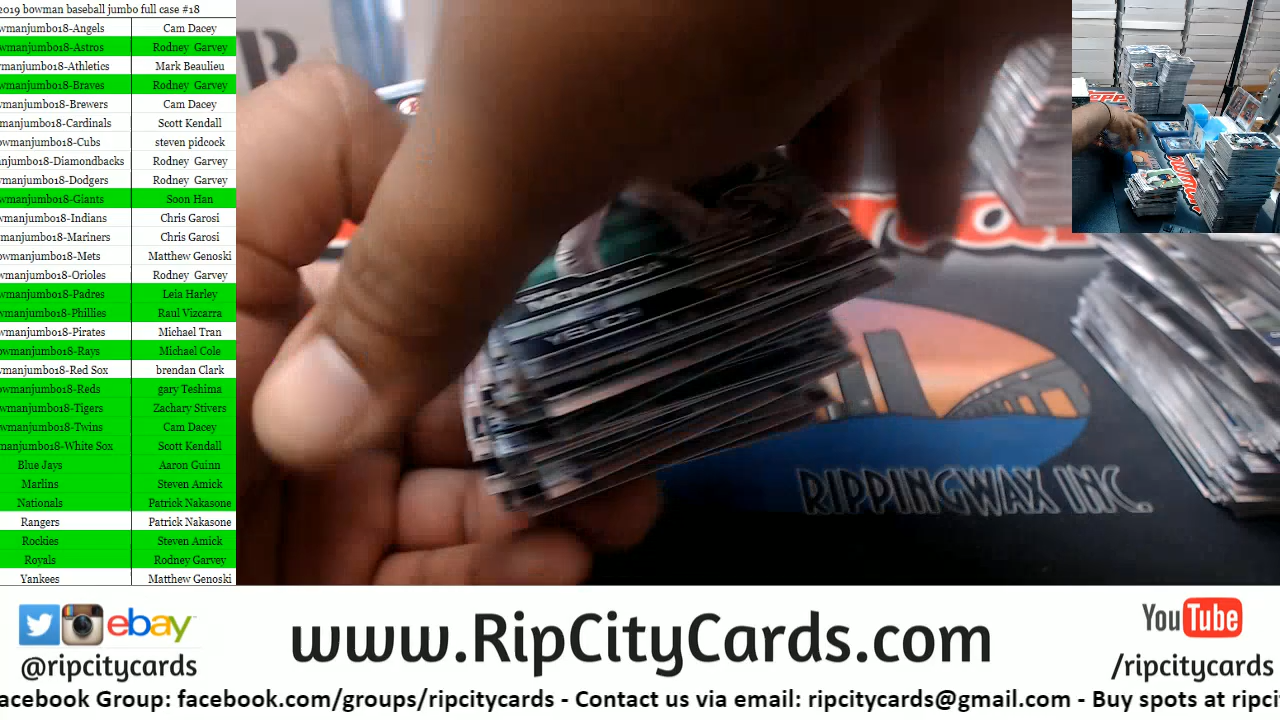 2019 bowman baseball jumbo full case #18
wmanjumbo18-Angels Cam Dacey
wmanjumbo18-Astros Rodney Garvey
manjumbo18-Athletics Mark Beaulieu
wmanjumbo18-Braves Rodney Garvey
wmanjumbo18-Brewers Cam Dacey
manjumbo18-Cardinals Scott Kendall
owmanjumbo18-Cubs steven pidcock
njumbo18-Diamondbacks Rodney Garvey
manjumbo18-Dodgers Rodney Garvey
wmanjumbo18-Giants Soon Han
wmanjumbo18-Indians Chris Garosi
manjumbo18-Mariners Chris Garosi
owmanjumbo18-Mets Matthew Genoski
wmanjumbo18-Orioles Rodney Garvey
wmanjumbo18-Padres Leia Harley
wmanjumbo18-Phillies Raul Vizcarra
wmanjumbo18-Pirates Michael Tran
owmanjumbo18-Rays Michael Cole
wmanjumbo18-Red Sox brendan Clark
owmanjumbo18-Reds gary Teshima
wmanjumbo18-Tigers Zachary Stivers
wmanjumbo18-Twins Cam Dacey
manjumbo18-White Sox Scott Kendall
Blue Jays Aaron Guinn
Marlins Steven Amick
Nationals Patrick Nakasone
Rangers Patrick Nakasone
Rockies Steven Amick
Royals Rodney Garvey
Yankees Matthew Genoski
RIPPINGWAX INC.
ebay
@ripcitycards
www.RipCityCards.com
YouTube
/ripcitycards
acebook Group: facebook.com/groups/ripcitycards - Contact us via email: ripcitycards@gmail.com - Buy spots at ripci